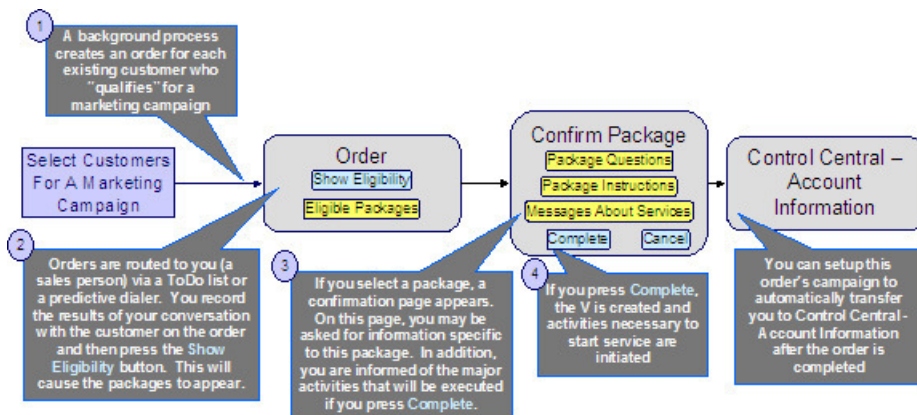 1
A background process
creates an order for each
existing customer who
"qualifies" for a
marketing campaign
Select Customers
For A Marketing
Campaign
Order
Show Eligibility
Eligible Packages
Confirm Package
Package Questions
Package Instructions
Messages About Services
Complete
Cancel
Control Central –
Account
Information
2
Orders are routed to you (a
sales person) via a ToDo list or
a predictive dialer. You record
the results of your conversation
with the customer on the order
and then press the Show
Eligibility button. This will
cause the packages to appear.
3
If you select a package, a
confirmation page appears.
On this page, you may be
asked for information specific
to this package. In addition,
you are informed of the major
activities that will be executed
if you press Complete.
4
If you press Complete,
the V is created and
activities necessary to
start service are
initiated
You can setup this
order's campaign to
automatically transfer
you to Control Central-
Account Information
after the order is
completed